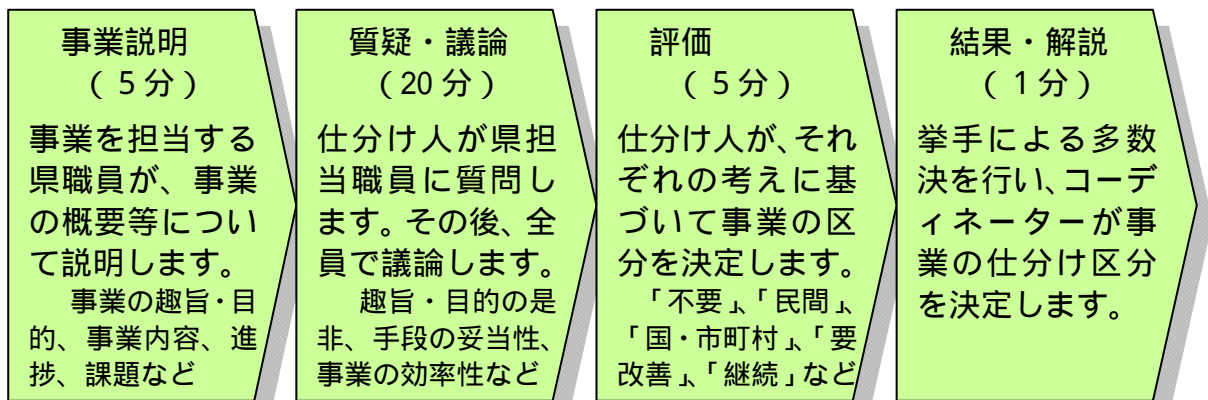 事業説明
（５分）
事業を担当する
県職員が、事業
の概要等につい
て説明します。
事業の趣旨・目
的、事業内容、進
捗、課題など
質疑・議論
（20分）
仕分け人が県担
当職員に質問し
ます。その後、全
員で議論します。
趣旨・目的の是
非、手段の妥当性、
事業の効率性など
評価
（５分）
仕分け人が、それ
ぞれの考えに基
づいて事業の区
分を決定します。
「不要」、「民間」、
「国・市町村」、「要
改善」、「継続」など
結果・解説
（１分）
挙手による多数
決を行い、コーデ
ィネーターが事
業の仕分け区分
を決定します。